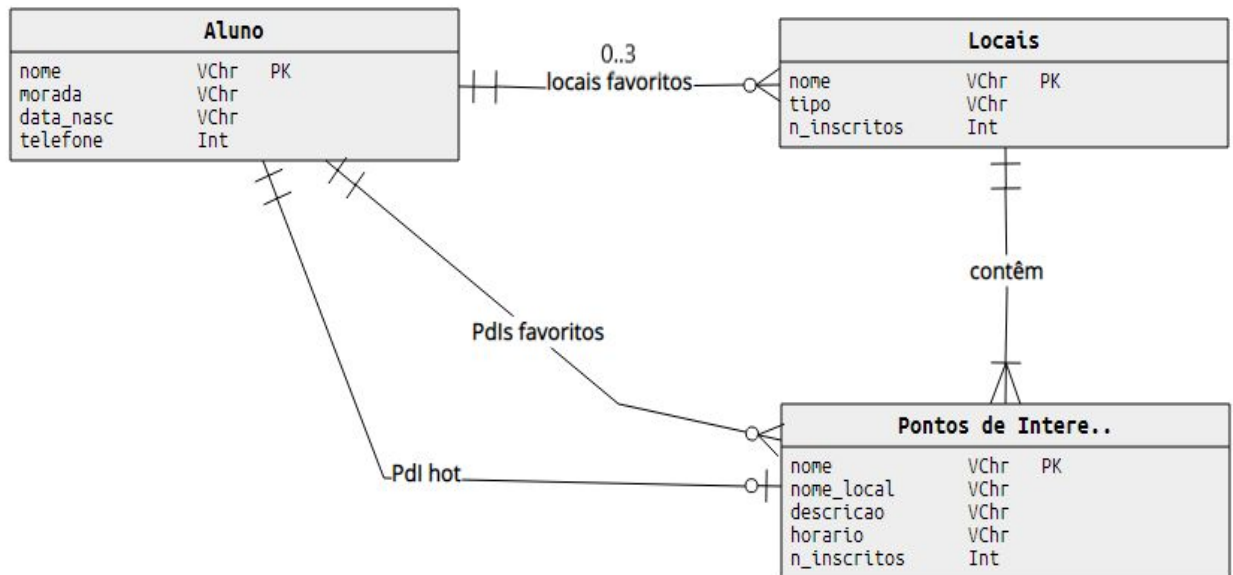 Aluno
nome VChr PK
morada VChr
data_nasc VChr
telefone Int
0..3
locais favoritos
Locais
nome VChr PK
tipo VChr
n_inscritos Int
contêm
PdIs favoritos
PdI hot
Pontos de Intere..
nome VChr PK
nome_local VChr
descricao VChr
horario VChr
n_inscritos Int